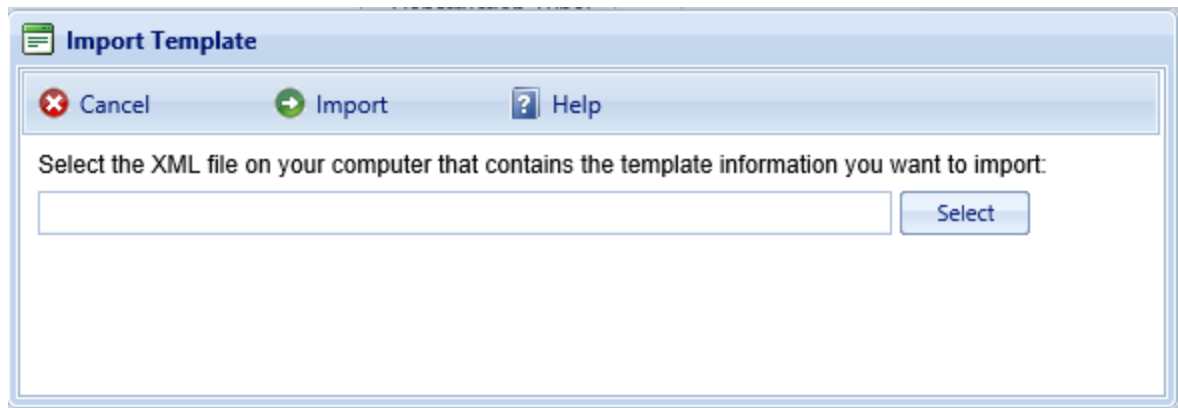 Import Template
Cancel Import Help
Select the XML file on your computer that contains the template information you want to import:
Select